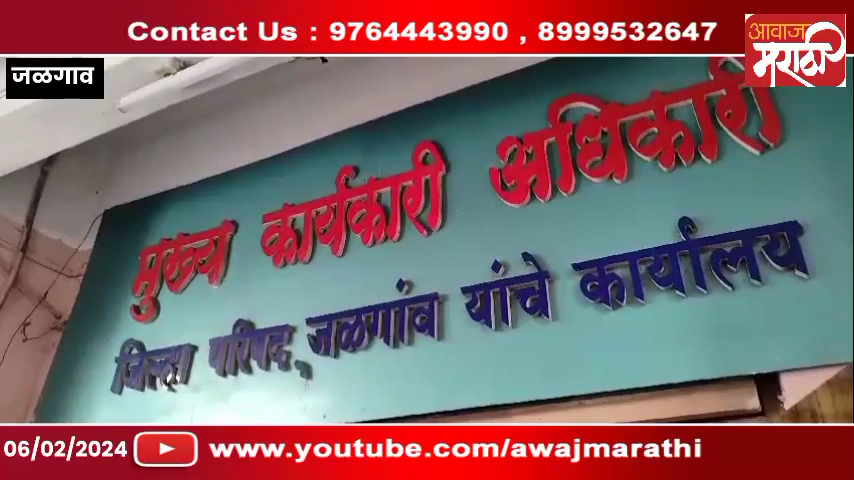 Contact Us : 9764443990 , 8999532647
आवाज
मराठी
जळगाव
मुख्य कार्यकारी अधिकारी
जिल्हा परिषद, जळगांव यांचे कार्यालय
06/02/2024
www.youtube.com/awajmarathi